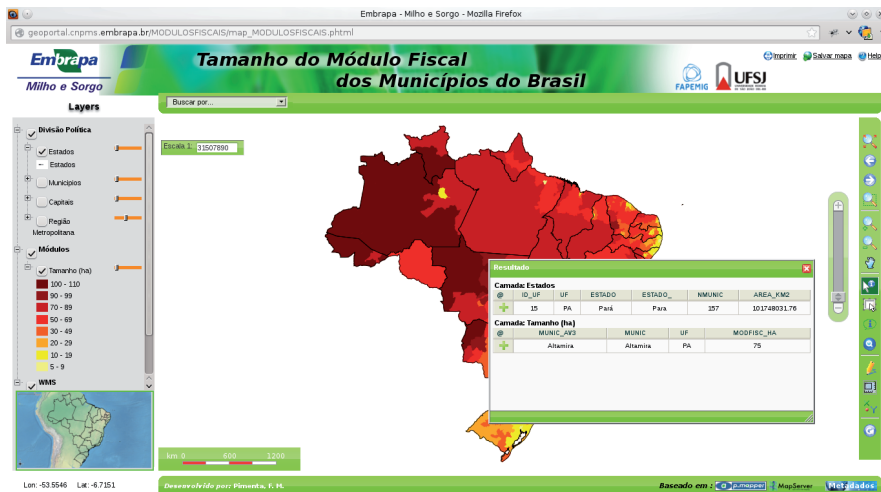 Embrapa - Milho e Sorgo - Mozilla Firefox
geoportal.cnpms.embrapa.br/MODULOSFISCAIS/map_MODULOSFISCAIS.phtml
Embrapa
Milho e Sorgo
Tamanho do Módulo Fiscal
dos Municípios do Brasil
FAPEMIG
UFSJ
Imprimir Salvar mapa Help
Layers
Buscar por...
Escala 1: 31507890
Divisão Política
Estados
Estados
Municipios
Capitais
Região
Metropolitana
Módulos
Tamanho (ha)
100 - 110
90 - 99
70 - 89
50 - 69
30 - 49
20 - 29
10 - 19
5 - 9
WMS
Resultado
Camada: Estados
@ ID_UF UF ESTADO ESTADO_ NMUNIC AREA_KM2
15 PA Pará Para 157 101748031.76
Camada: Tamanho (ha)
@ MUNIC_AV3 MUNIC UF MODFISC_HA
Altamira Altamira PA 75
km 0 600 1200
Lon: -53.5546 Lat: -6.7151
Desenvolvido por: Pimenta, F. M.
Baseado em : p.mapper MapServer Metadados